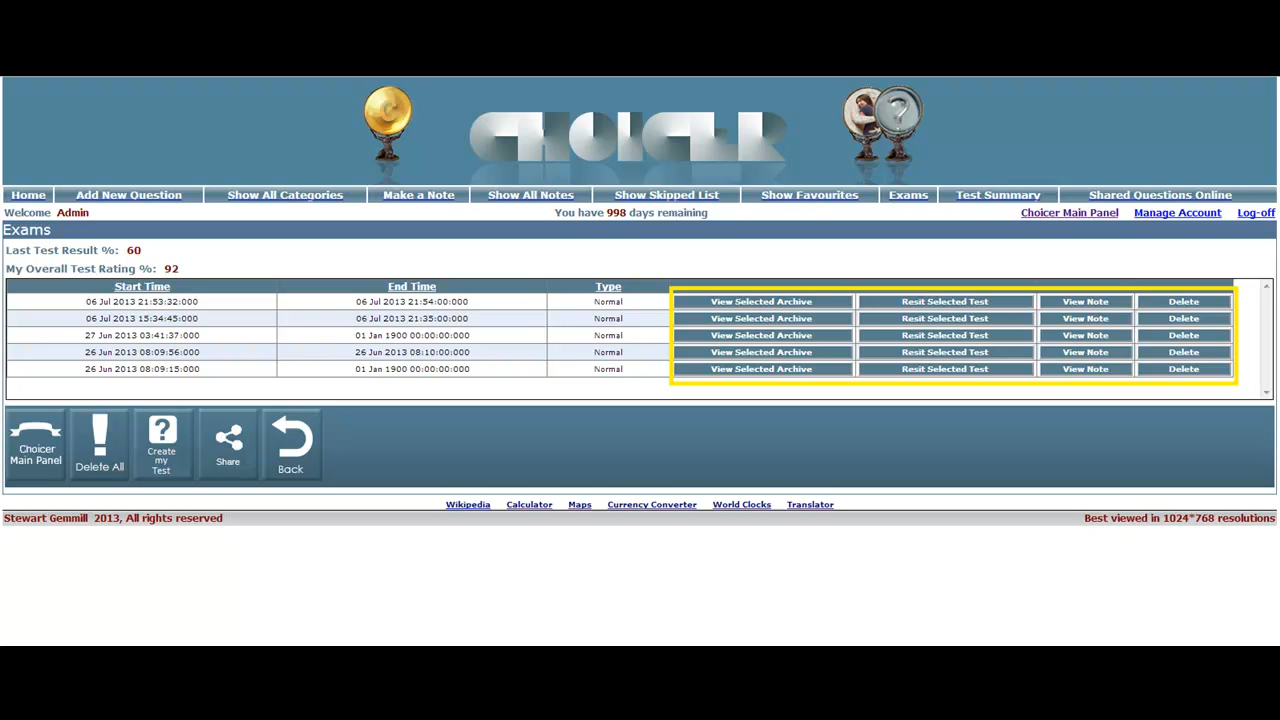 C
CHOICER
?
Home Add New Question Show All Categories Make a Note Show All Notes Show Skipped List Show Favourites Exams Test Summary Shared Questions Online
Welcome Admin You have 998 days remaining Choicer Main Panel Manage Account Log-off
Exams
Last Test Result %: 60
My Overall Test Rating %: 92
Start Time End Time Type
06 Jul 2013 21:53:32:000 06 Jul 2013 21:54:00:000 Normal View Selected Archive Resit Selected Test View Note Delete
06 Jul 2013 15:34:45:000 06 Jul 2013 21:35:00:000 Normal View Selected Archive Resit Selected Test View Note Delete
27 Jun 2013 03:41:37:000 01 Jan 1900 00:00:00:000 Normal View Selected Archive Resit Selected Test View Note Delete
26 Jun 2013 08:09:56:000 26 Jun 2013 08:10:00:000 Normal View Selected Archive Resit Selected Test View Note Delete
26 Jun 2013 08:09:15:000 01 Jan 1900 00:00:00:000 Normal View Selected Archive Resit Selected Test View Note Delete
Choicer
Main Panel
! Delete All
? Create
my
Test
Share
Back
Wikipedia Calculator Maps Currency Converter World Clocks Translator
Stewart Gemmill 2013, All rights reserved Best viewed in 1024*768 resolutions